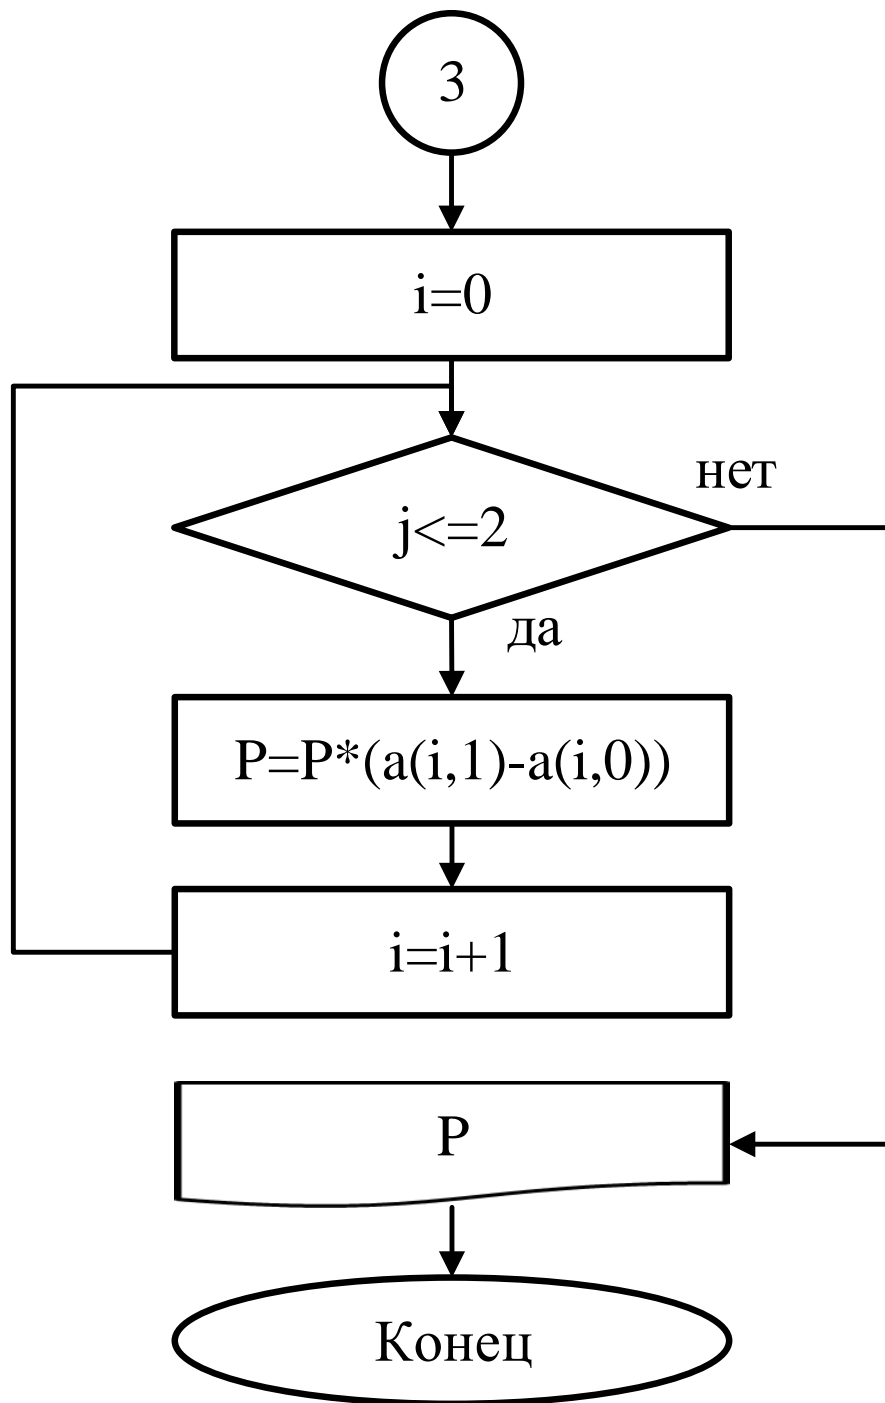 3
i=0
j<=2
нет
да
P=P*(a(i,1)-a(i,0))
i=i+1
P
Конец